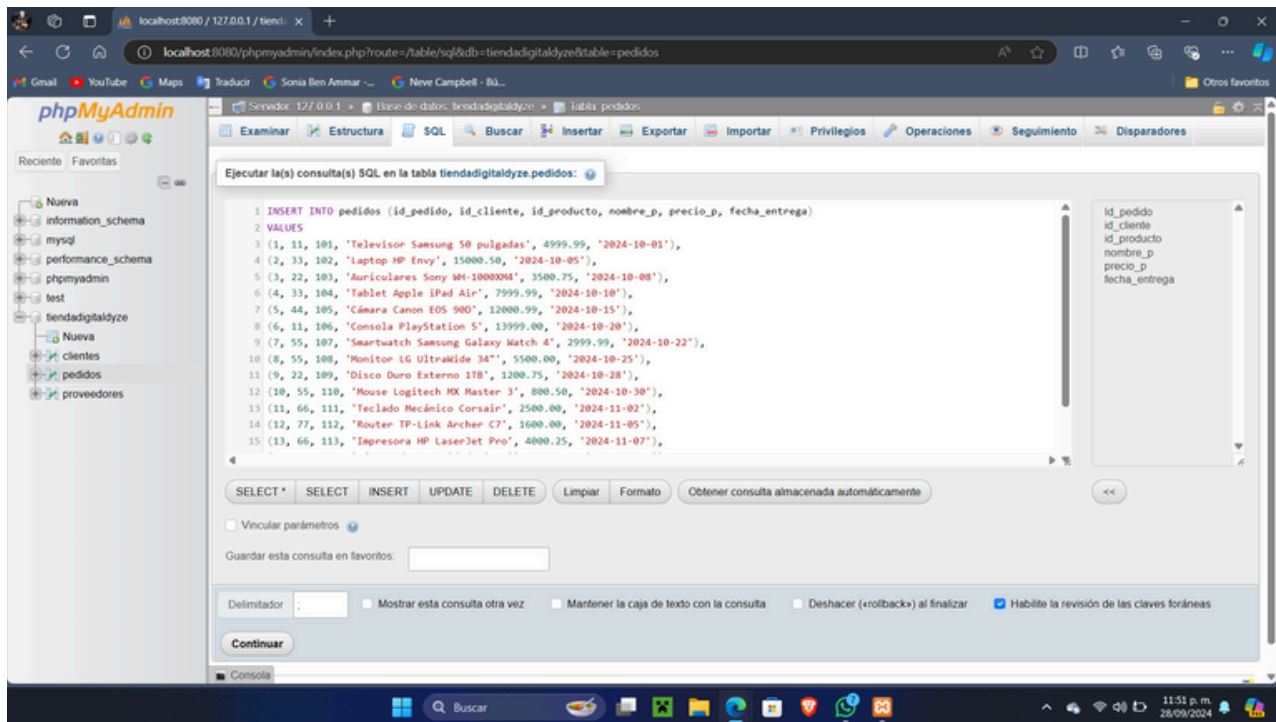 localhost:8080 / 127.0.0.1 / tienda
localhost:8080/phpmyadmin/index.php?route=/table/sql&db=tiendadigitaldyze&table=pedidos
Gmail YouTube Maps Traducir Sonia Ben Ammar -... Neve Campbell - Bú... Otros favoritos
phpMyAdmin
Reciente Favoritas
Nueva
information_schema
mysql
performance_schema
phpmyadmin
test
tiendadigitaldyze
Nueva
clientes
pedidos
proveedores
Servidor: 127.0.0.1 » Base de datos: tiendadigitaldyze » Tabla: pedidos
Examinar Estructura SQL Buscar Insertar Exportar Importar Privilegios Operaciones Seguimiento Disparadores
Ejecutar la(s) consulta(s) SQL en la tabla tiendadigitaldyze.pedidos:
1 INSERT INTO pedidos (id_pedido, id_cliente, id_producto, nombre_p, precio_p, fecha_entrega)
2 VALUES
3 (1, 11, 101, 'Televisor Samsung 50 pulgadas', 4999.99, '2024-10-01'),
4 (2, 33, 102, 'Laptop HP Envy', 15000.50, '2024-10-05'),
5 (3, 22, 103, 'Auriculares Sony WH-1000XM4', 3500.75, '2024-10-08'),
6 (4, 33, 104, 'Tablet Apple iPad Air', 7999.99, '2024-10-10'),
7 (5, 44, 105, 'Cámara Canon EOS 90D', 12000.99, '2024-10-15'),
8 (6, 11, 106, 'Consola PlayStation 5', 13999.00, '2024-10-20'),
9 (7, 55, 107, 'Smartwatch Samsung Galaxy Watch 4', 2999.99, '2024-10-22'),
10 (8, 55, 108, 'Monitor LG UltraWide 34"', 5500.00, '2024-10-25'),
11 (9, 22, 109, 'Disco Duro Externo 1TB', 1200.75, '2024-10-28'),
12 (10, 55, 110, 'Mouse Logitech MX Master 3', 800.50, '2024-10-30'),
13 (11, 66, 111, 'Teclado Mecánico Corsair', 2500.00, '2024-11-02'),
14 (12, 77, 112, 'Router TP-Link Archer C7', 1600.00, '2024-11-05'),
15 (13, 66, 113, 'Impresora HP LaserJet Pro', 4000.25, '2024-11-07'),
Id_pedido
id_cliente
id_producto
nombre_p
precio_p
fecha_entrega
SELECT * SELECT INSERT UPDATE DELETE Limpiar Formato Obtener consulta almacenada automáticamente <<
Vincular parámetros
Guardar esta consulta en favoritos:
Delimitador ; Mostrar esta consulta otra vez Mantener la caja de texto con la consulta Deshacer («rollback») al finalizar Habilite la revisión de las claves foráneas
Continuar
Consola
Buscar
11:51 p. m.
28/09/2024